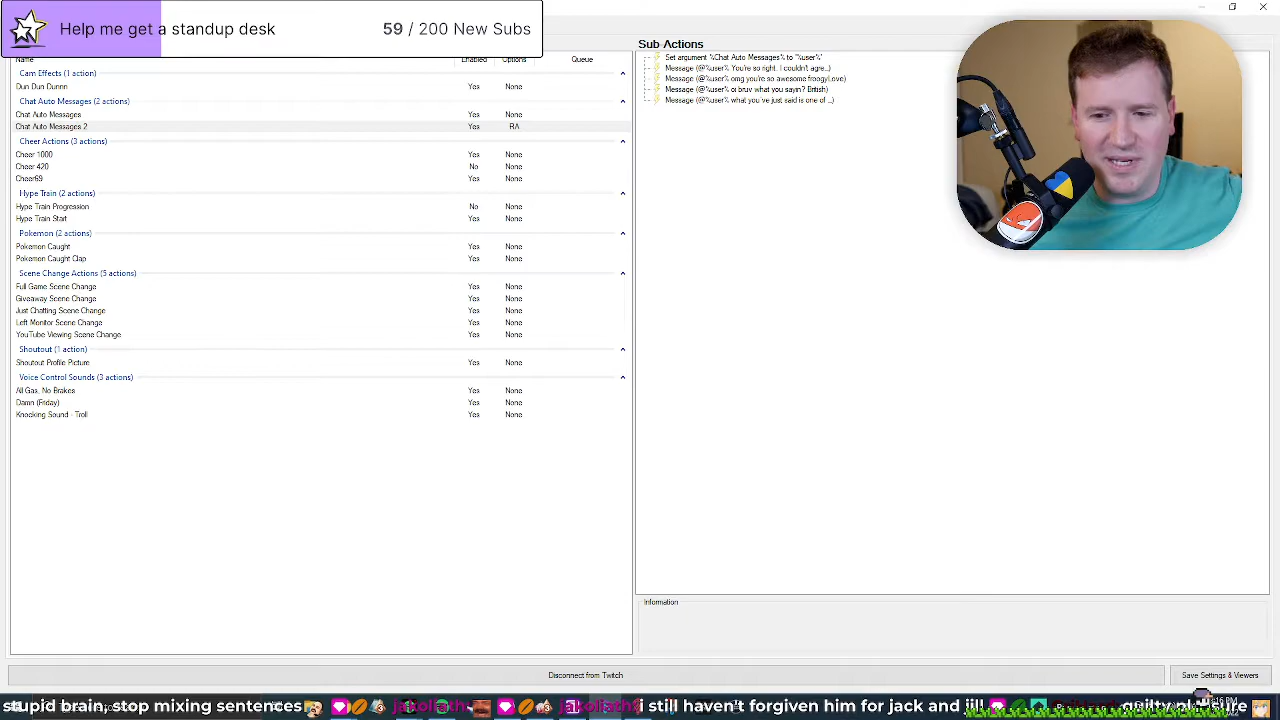 Help me get a standup desk
59 / 200 New Subs
Name Enabled Options Queue
Cam Effects (1 action)
Dun Dun Dunnn Yes None
Chat Auto Messages (2 actions)
Chat Auto Messages Yes None
Chat Auto Messages 2 Yes RA
Cheer Actions (3 actions)
Cheer 1000 Yes None
Cheer 420 No None
Cheer69 Yes None
Hype Train (2 actions)
Hype Train Progression No None
Hype Train Start Yes None
Pokemon (2 actions)
Pokemon Caught Yes None
Pokemon Caught Clap Yes None
Scene Change Actions (5 actions)
Full Game Scene Change Yes None
Giveaway Scene Change Yes None
Just Chatting Scene Change Yes None
Left Monitor Scene Change Yes None
YouTube Viewing Scene Change Yes None
Shoutout (1 action)
Shoutout Profile Picture Yes None
Voice Control Sounds (3 actions)
All Gas, No Brakes Yes None
Damn (Friday) Yes None
Knocking Sound - Troll Yes None
Sub-Actions
Set argument %Chat Auto Messages% to "%user%"
Message (@%user% You're so right. I couldn't agre...)
Message (@%user% omg you're so awesome froogyLove)
Message (@%user% oi bruv what you sayin? British)
Message (@%user% what you've just said is one of ...)
Information
Disconnect from Twitch
Save Settings & Viewers
stupid brain, stop mixing sentences
jakoliath
jakoliath
still haven't forgiven them for jack and jill